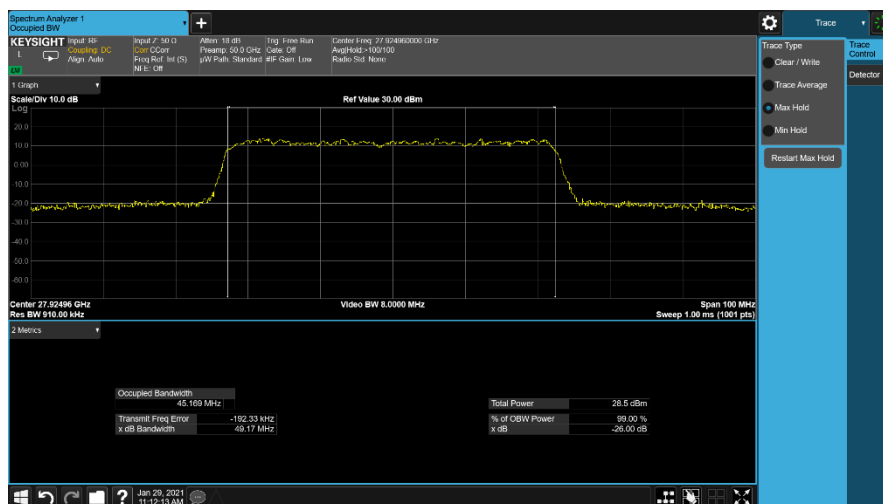 Spectrum Analyzer 1
Occupied BW
+
Trace
KEYSIGHT Input: RF
Coupling: DC
Align: Auto
L
Input Z: 50 Ω
Corr CCorr
Freq Ref: Int (S)
NFE: Off
Atten: 18 dB
Preamp: 50.0 GHz
µW Path: Standard
Trig: Free Run
Gate: Off
#IF Gain: Low
Center Freq: 27.924960000 GHz
Avg|Hold:>100/100
Radio Std: None
Trace Type
Clear / Write
Trace Average
Max Hold
Min Hold
Restart Max Hold
Trace
Control
Detector
1 Graph
Scale/Div 10.0 dB
Ref Value 30.00 dBm
Log
20.0
10.0
0.00
-10.0
-20.0
-30.0
-40.0
-50.0
-60.0
Center 27.92496 GHz
Video BW 8.0000 MHz
Span 100 MHz
Res BW 910.00 kHz
Sweep 1.00 ms (1001 pts)
2 Metrics
Occupied Bandwidth
45.169 MHz
Total Power 28.5 dBm
Transmit Freq Error -192.33 kHz
% of OBW Power 99.00 %
x dB Bandwidth 49.17 MHz
x dB -26.00 dB
?
Jan 29, 2021
11:12:13 AM